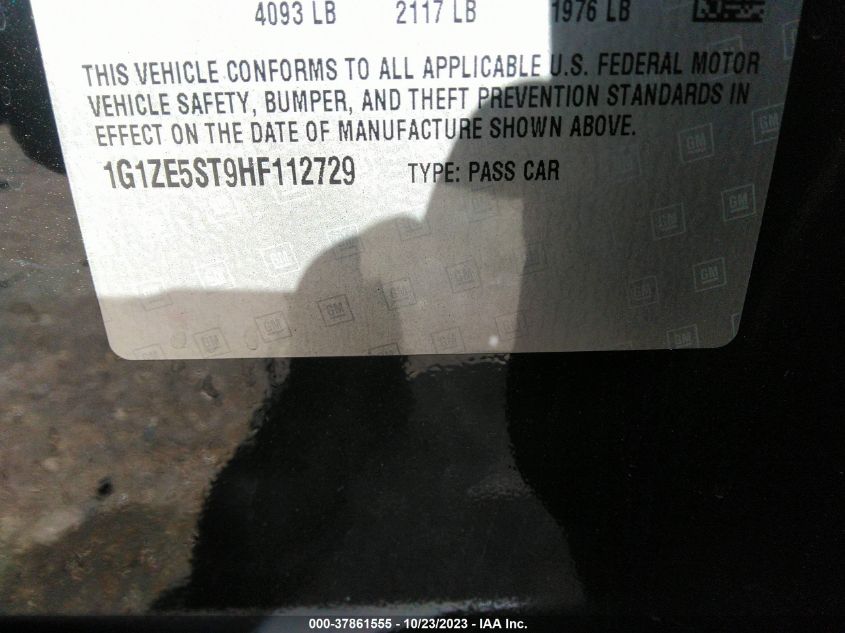 4093 LB 2117 LB 1976 LB
THIS VEHICLE CONFORMS TO ALL APPLICABLE U.S. FEDERAL MOTOR
VEHICLE SAFETY, BUMPER, AND THEFT PREVENTION STANDARDS IN
EFFECT ON THE DATE OF MANUFACTURE SHOWN ABOVE.
1G1ZE5ST9HF112729 TYPE: PASS CAR
GM
000-37861555 - 10/23/2023 - IAA Inc.